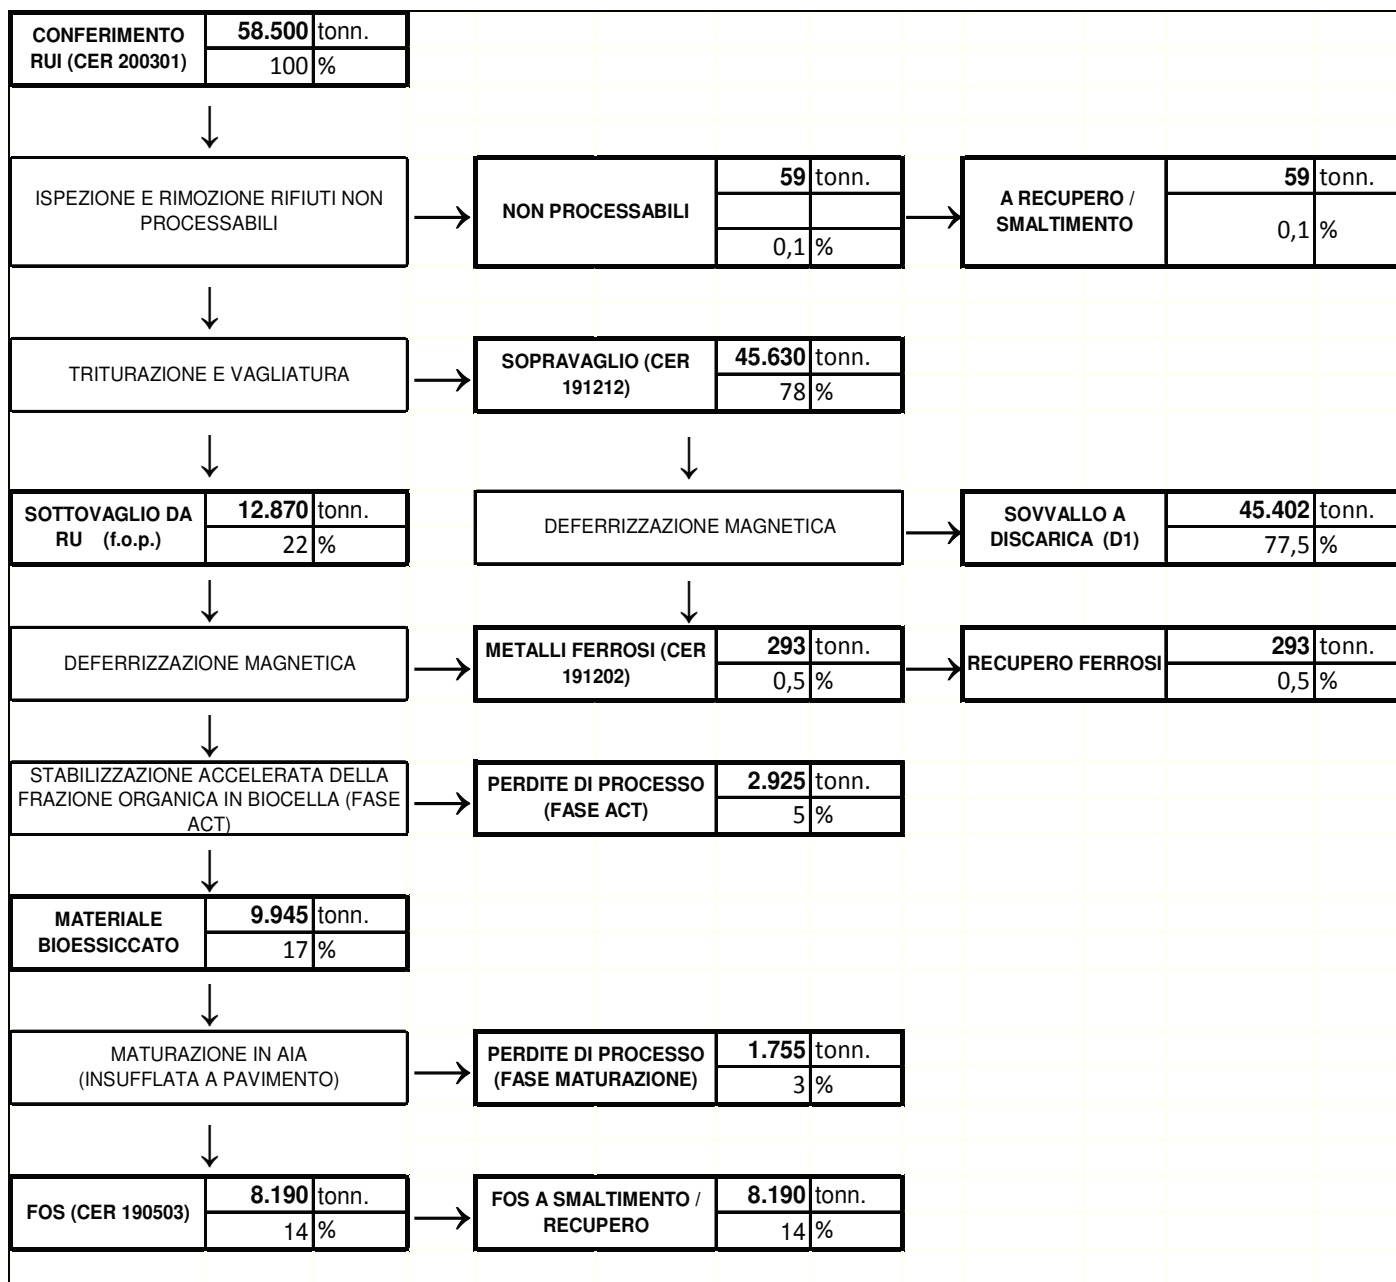 CONFERIMENTO
RUI (CER 200301)
58.500 tonn.
100 %
ISPEZIONE E RIMOZIONE RIFIUTI NON
PROCESSABILI
NON PROCESSABILI
59 tonn.
0,1 %
A RECUPERO /
SMALTIMENTO
59 tonn.
0,1 %
TRITURAZIONE E VAGLIATURA
SOPRAVAGLIO (CER
191212)
45.630 tonn.
78 %
SOTTOVAGLIO DA
RU (f.o.p.)
12.870 tonn.
22 %
DEFERRIZZAZIONE MAGNETICA
SOVVALLO A
DISCARICA (D1)
45.402 tonn.
77,5 %
DEFERRIZZAZIONE MAGNETICA
METALLI FERROSI (CER
191202)
293 tonn.
0,5 %
RECUPERO FERROSI
293 tonn.
0,5 %
STABILIZZAZIONE ACCELERATA DELLA
FRAZIONE ORGANICA IN BIOCELLA (FASE
ACT)
PERDITE DI PROCESSO
(FASE ACT)
2.925 tonn.
5 %
MATERIALE
BIOESSICCATO
9.945 tonn.
17 %
MATURAZIONE IN AIA
(INSUFFLATA A PAVIMENTO)
PERDITE DI PROCESSO
(FASE MATURAZIONE)
1.755 tonn.
3 %
FOS (CER 190503)
8.190 tonn.
14 %
FOS A SMALTIMENTO /
RECUPERO
8.190 tonn.
14 %